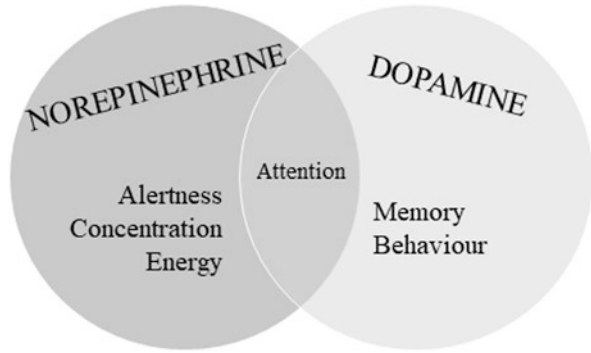 NOREPINEPHRINE
DOPAMINE
Attention
Alertness
Concentration
Energy
Memory
Behaviour